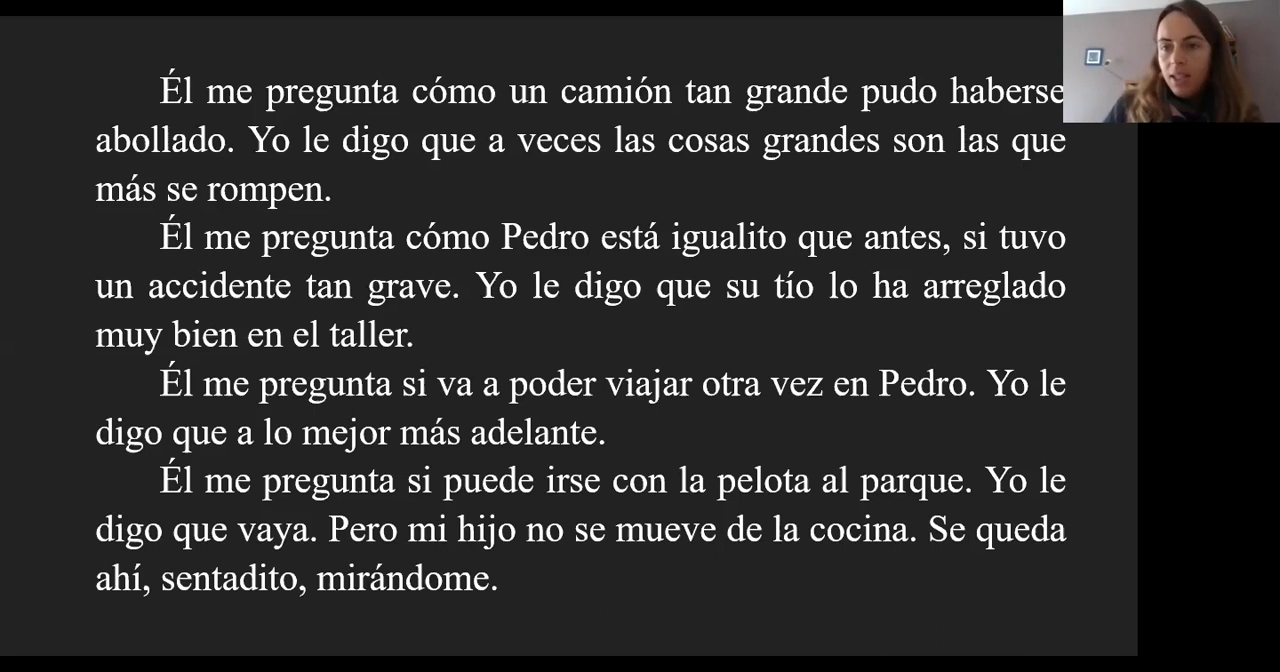 Él me pregunta cómo un camión tan grande pudo haberse
abollado. Yo le digo que a veces las cosas grandes son las que
más se rompen.
Él me pregunta cómo Pedro está igualito que antes, si tuvo
un accidente tan grave. Yo le digo que su tío lo ha arreglado
muy bien en el taller.
Él me pregunta si va a poder viajar otra vez en Pedro. Yo le
digo que a lo mejor más adelante.
Él me pregunta si puede irse con la pelota al parque. Yo le
digo que vaya. Pero mi hijo no se mueve de la cocina. Se queda
ahí, sentadito, mirándome.